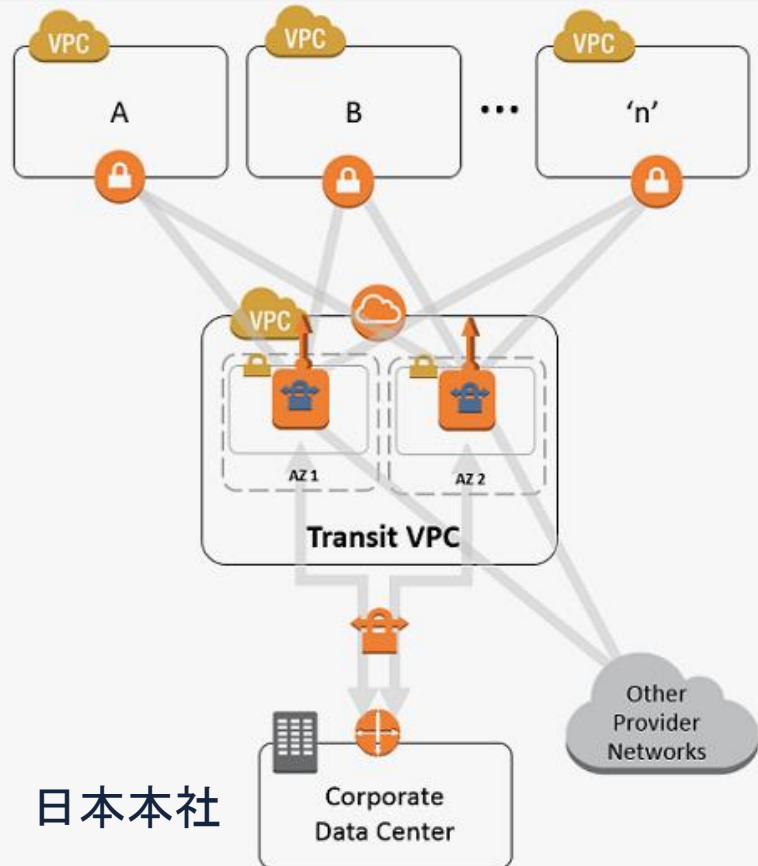 VPC
VPC
VPC
A
B
...
'n'
VPC
AZ 1
AZ 2
Transit VPC
Other
Provider
Networks
日本本社
Corporate
Data Center